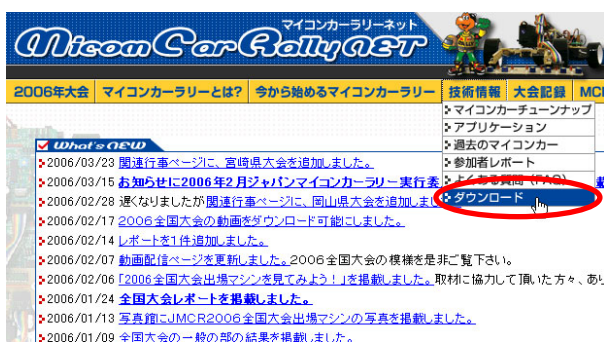 マイコンカーラリーネット
Micom Car Rally NET
2006年大会 マイコンカーラリーとは? 今から始めるマイコンカーラリー 技術情報 大会記録 MC
マイコンカーチューンナップ
アプリケーション
過去のマイコンカー
参加者レポート
よくある質問 (FAQ)
ダウンロード
What's NEW
2006/03/23 関連行事ページに、宮崎県大会を追加しました。
2006/03/15 お知らせに2006年2月ジャパンマイコンカーラリー実行委
2006/02/28 遅くなりましたが関連行事ページに、岡山県大会を追加しまし
2006/02/17 2006全国大会の動画をダウンロード可能にしました。
2006/02/14 レポートを1件追加しました。
2006/02/07 動画配信ページを更新しました。2006全国大会の模様を是非ご覧下さい。
2006/02/06 「2006全国大会出場マシンを見てみよう!」を掲載しました。取材に協力して頂いた方々、あり
2006/01/24 全国大会レポートを掲載しました。
2006/01/13 写真館にJMCR2006全国大会出場マシンの写真を掲載しました。
2006/01/09 全国大会の一般の部の結果を掲載しました。